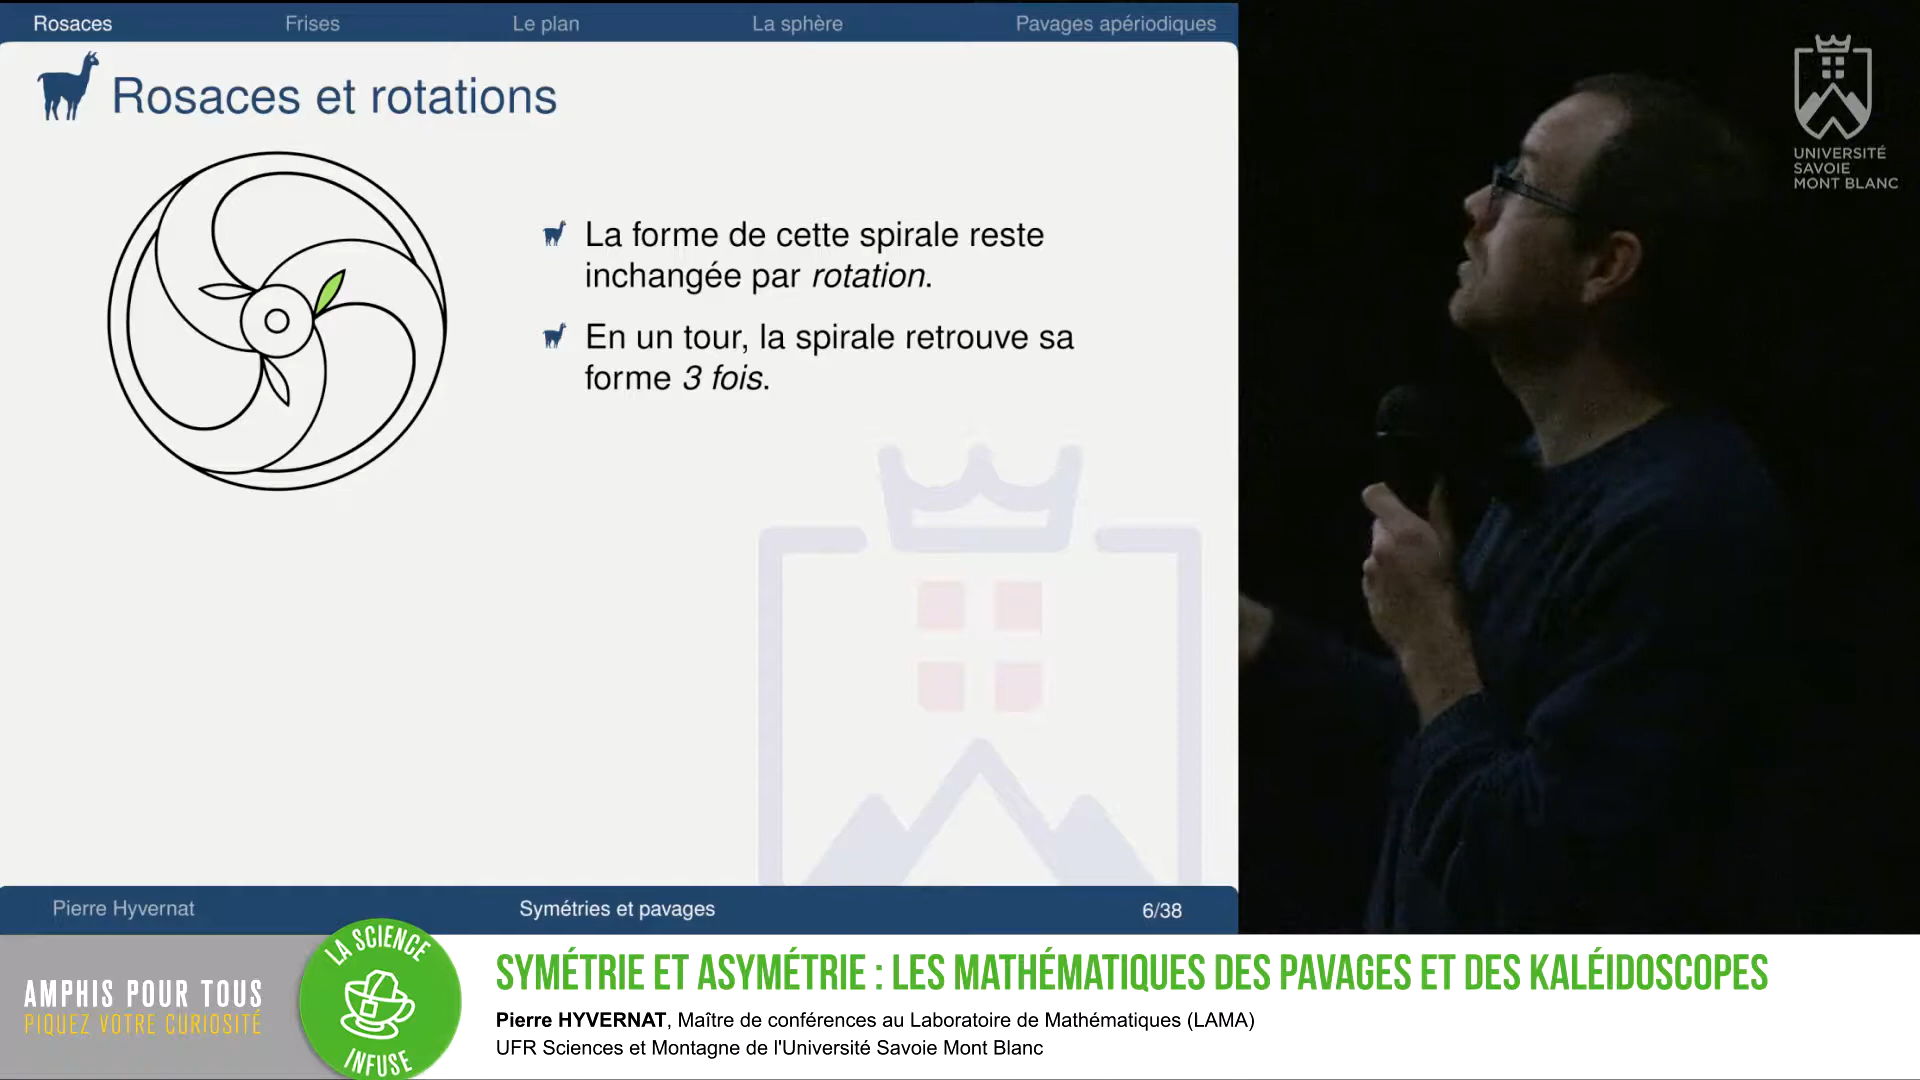 Rosaces Frises Le plan La sphère Pavages apériodiques
Rosaces et rotations
La forme de cette spirale reste
inchangée par rotation.
En un tour, la spirale retrouve sa
forme 3 fois.
Pierre Hyvernat Symétries et pavages 6/38
UNIVERSITÉ
SAVOIE
MONT BLANC
AMPHIS POUR TOUS
PIQUEZ VOTRE CURIOSITÉ
LA SCIENCE
INFUSE
SYMÉTRIE ET ASYMÉTRIE : LES MATHÉMATIQUES DES PAVAGES ET DES KALÉIDOSCOPES
Pierre HYVERNAT, Maître de conférences au Laboratoire de Mathématiques (LAMA)
UFR Sciences et Montagne de l'Université Savoie Mont Blanc